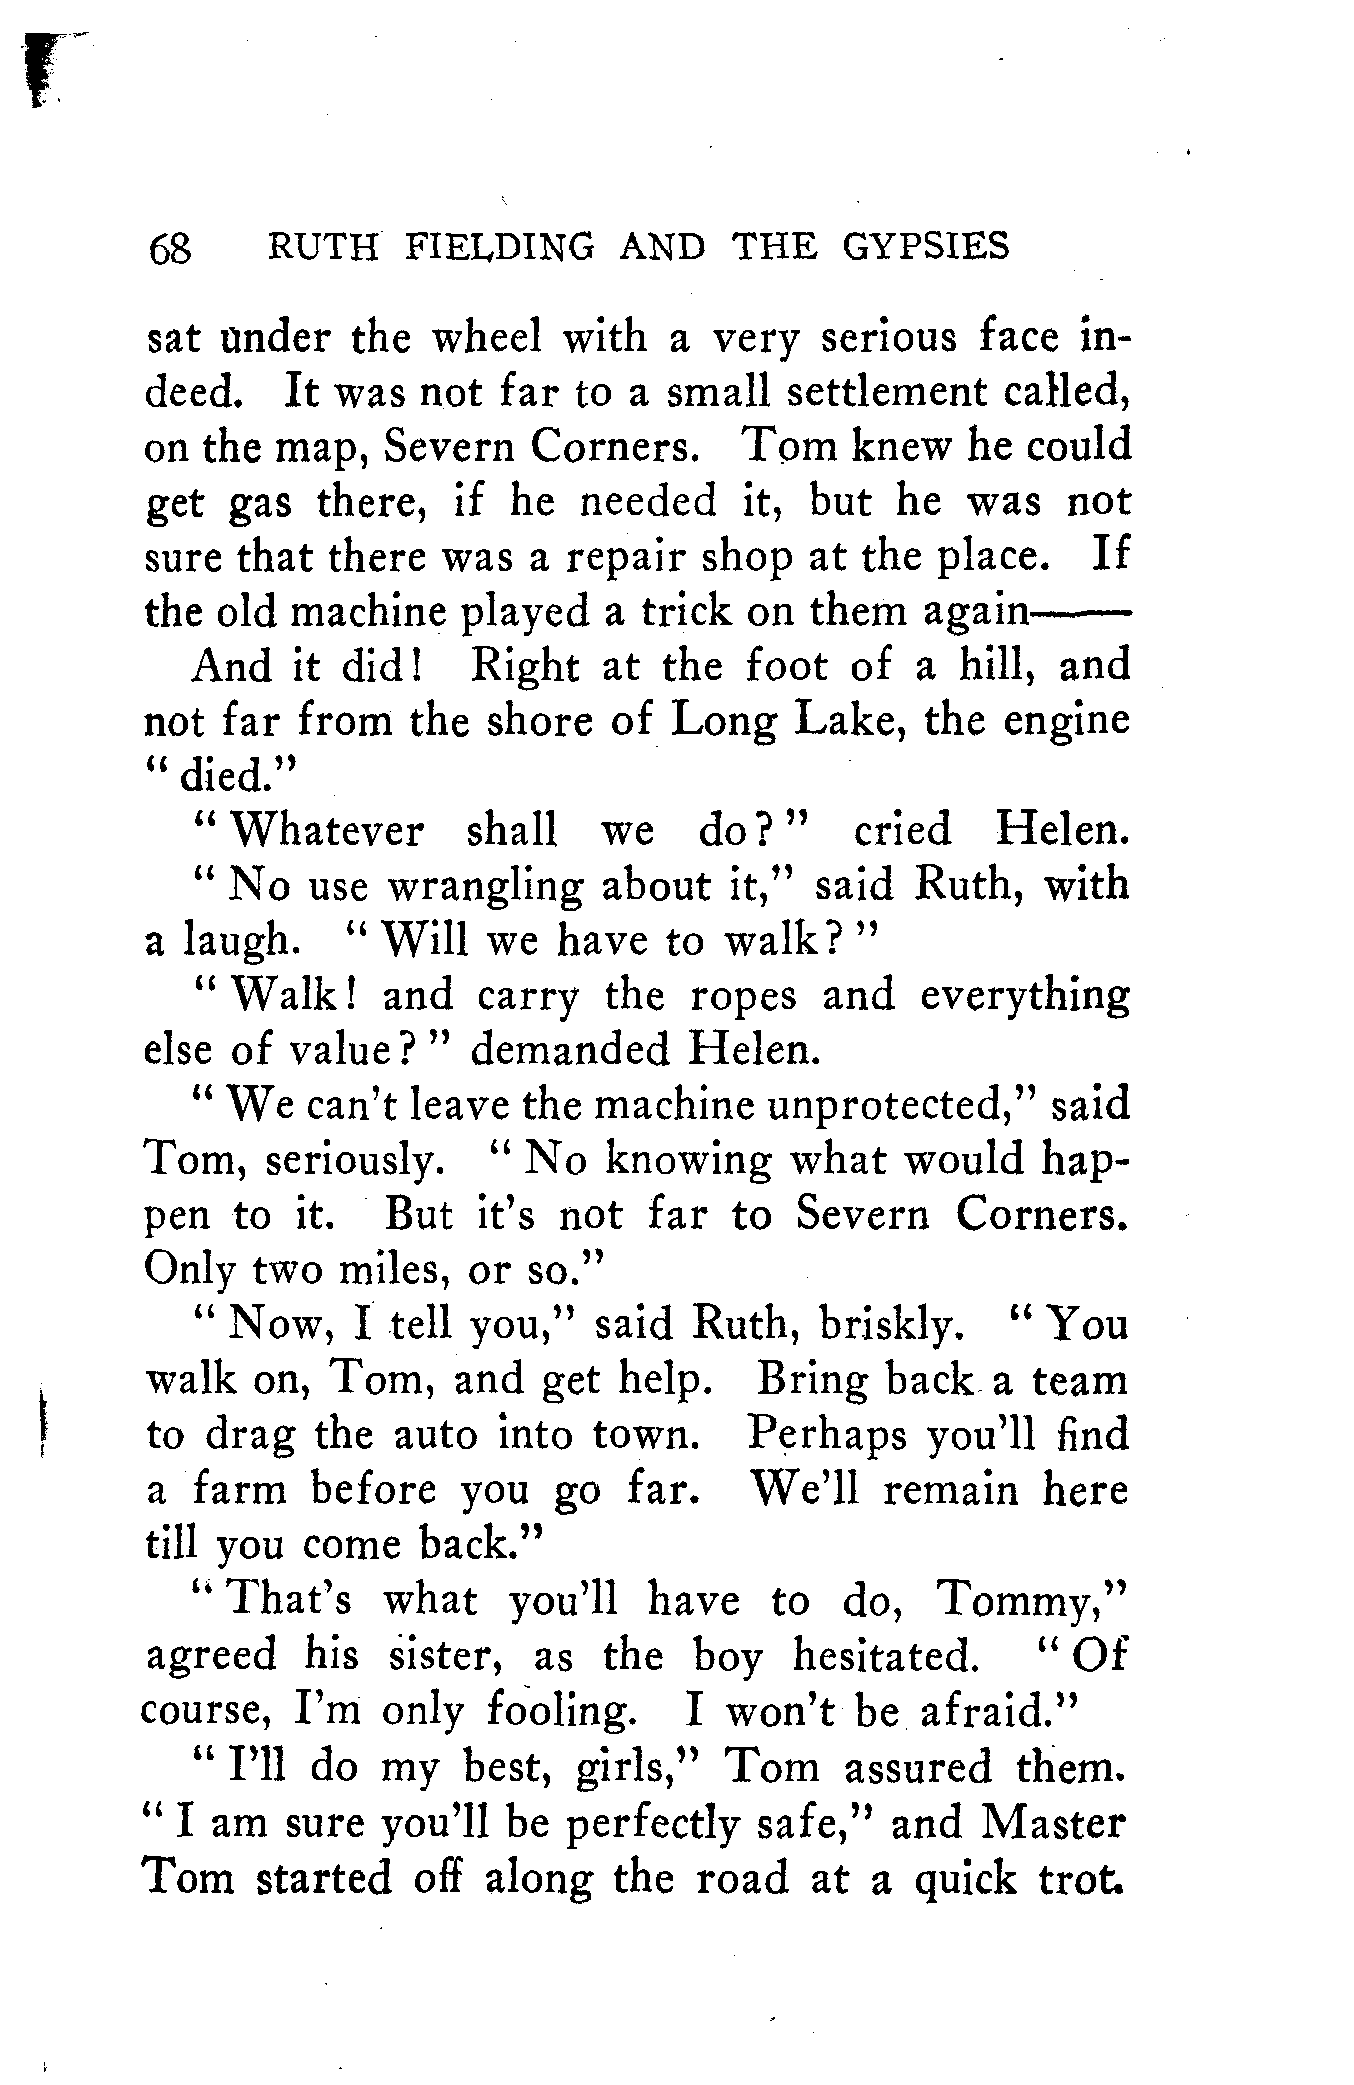 68 RUTH FIELDING AND THE GYPSIES
sat under the wheel with a very serious face in-
deed. It was not far to a small settlement called,
on the map, Severn Corners. Tom knew he could
get gas there, if he needed it, but he was not
sure that there was a repair shop at the place. If
the old machine played a trick on them again——
And it did! Right at the foot of a hill, and
not far from the shore of Long Lake, the engine
" died."
" Whatever shall we do? " cried Helen.
" No use wrangling about it," said Ruth, with
a laugh. " Will we have to walk? "
" Walk! and carry the ropes and everything
else of value? " demanded Helen.
" We can't leave the machine unprotected," said
Tom, seriously. " No knowing what would hap-
pen to it. But it's not far to Severn Corners.
Only two miles, or so."
" Now, I tell you," said Ruth, briskly. " You
walk on, Tom, and get help. Bring back a team
to drag the auto into town. Perhaps you'll find
a farm before you go far. We'll remain here
till you come back."
" That's what you'll have to do, Tommy,"
agreed his sister, as the boy hesitated. " Of
course, I'm only fooling. I won't be afraid."
" I'll do my best, girls," Tom assured them.
" I am sure you'll be perfectly safe," and Master
Tom started off along the road at a quick trot.